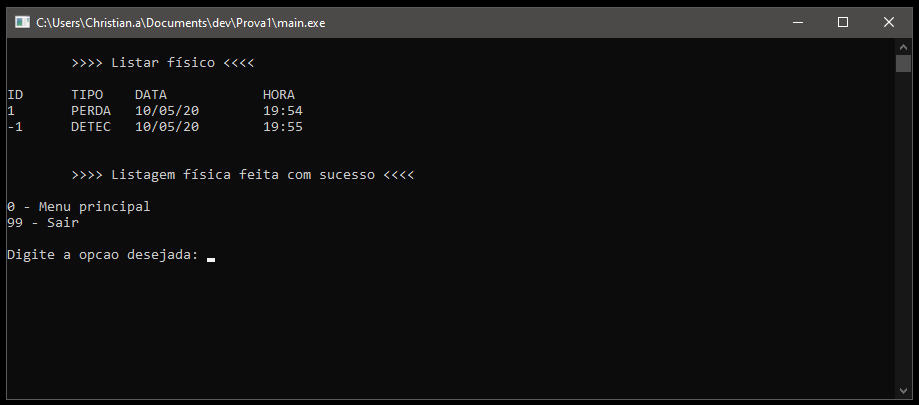 C:\Users\Christian.a\Documents\dev\Prova1\main.exe
>>>> Listar físico <<<<
ID TIPO DATA HORA
1 PERDA 10/05/20 19:54
-1 DETEC 10/05/20 19:55
>>>> Listagem física feita com sucesso <<<<
0 - Menu principal
99 - Sair
Digite a opcao desejada: